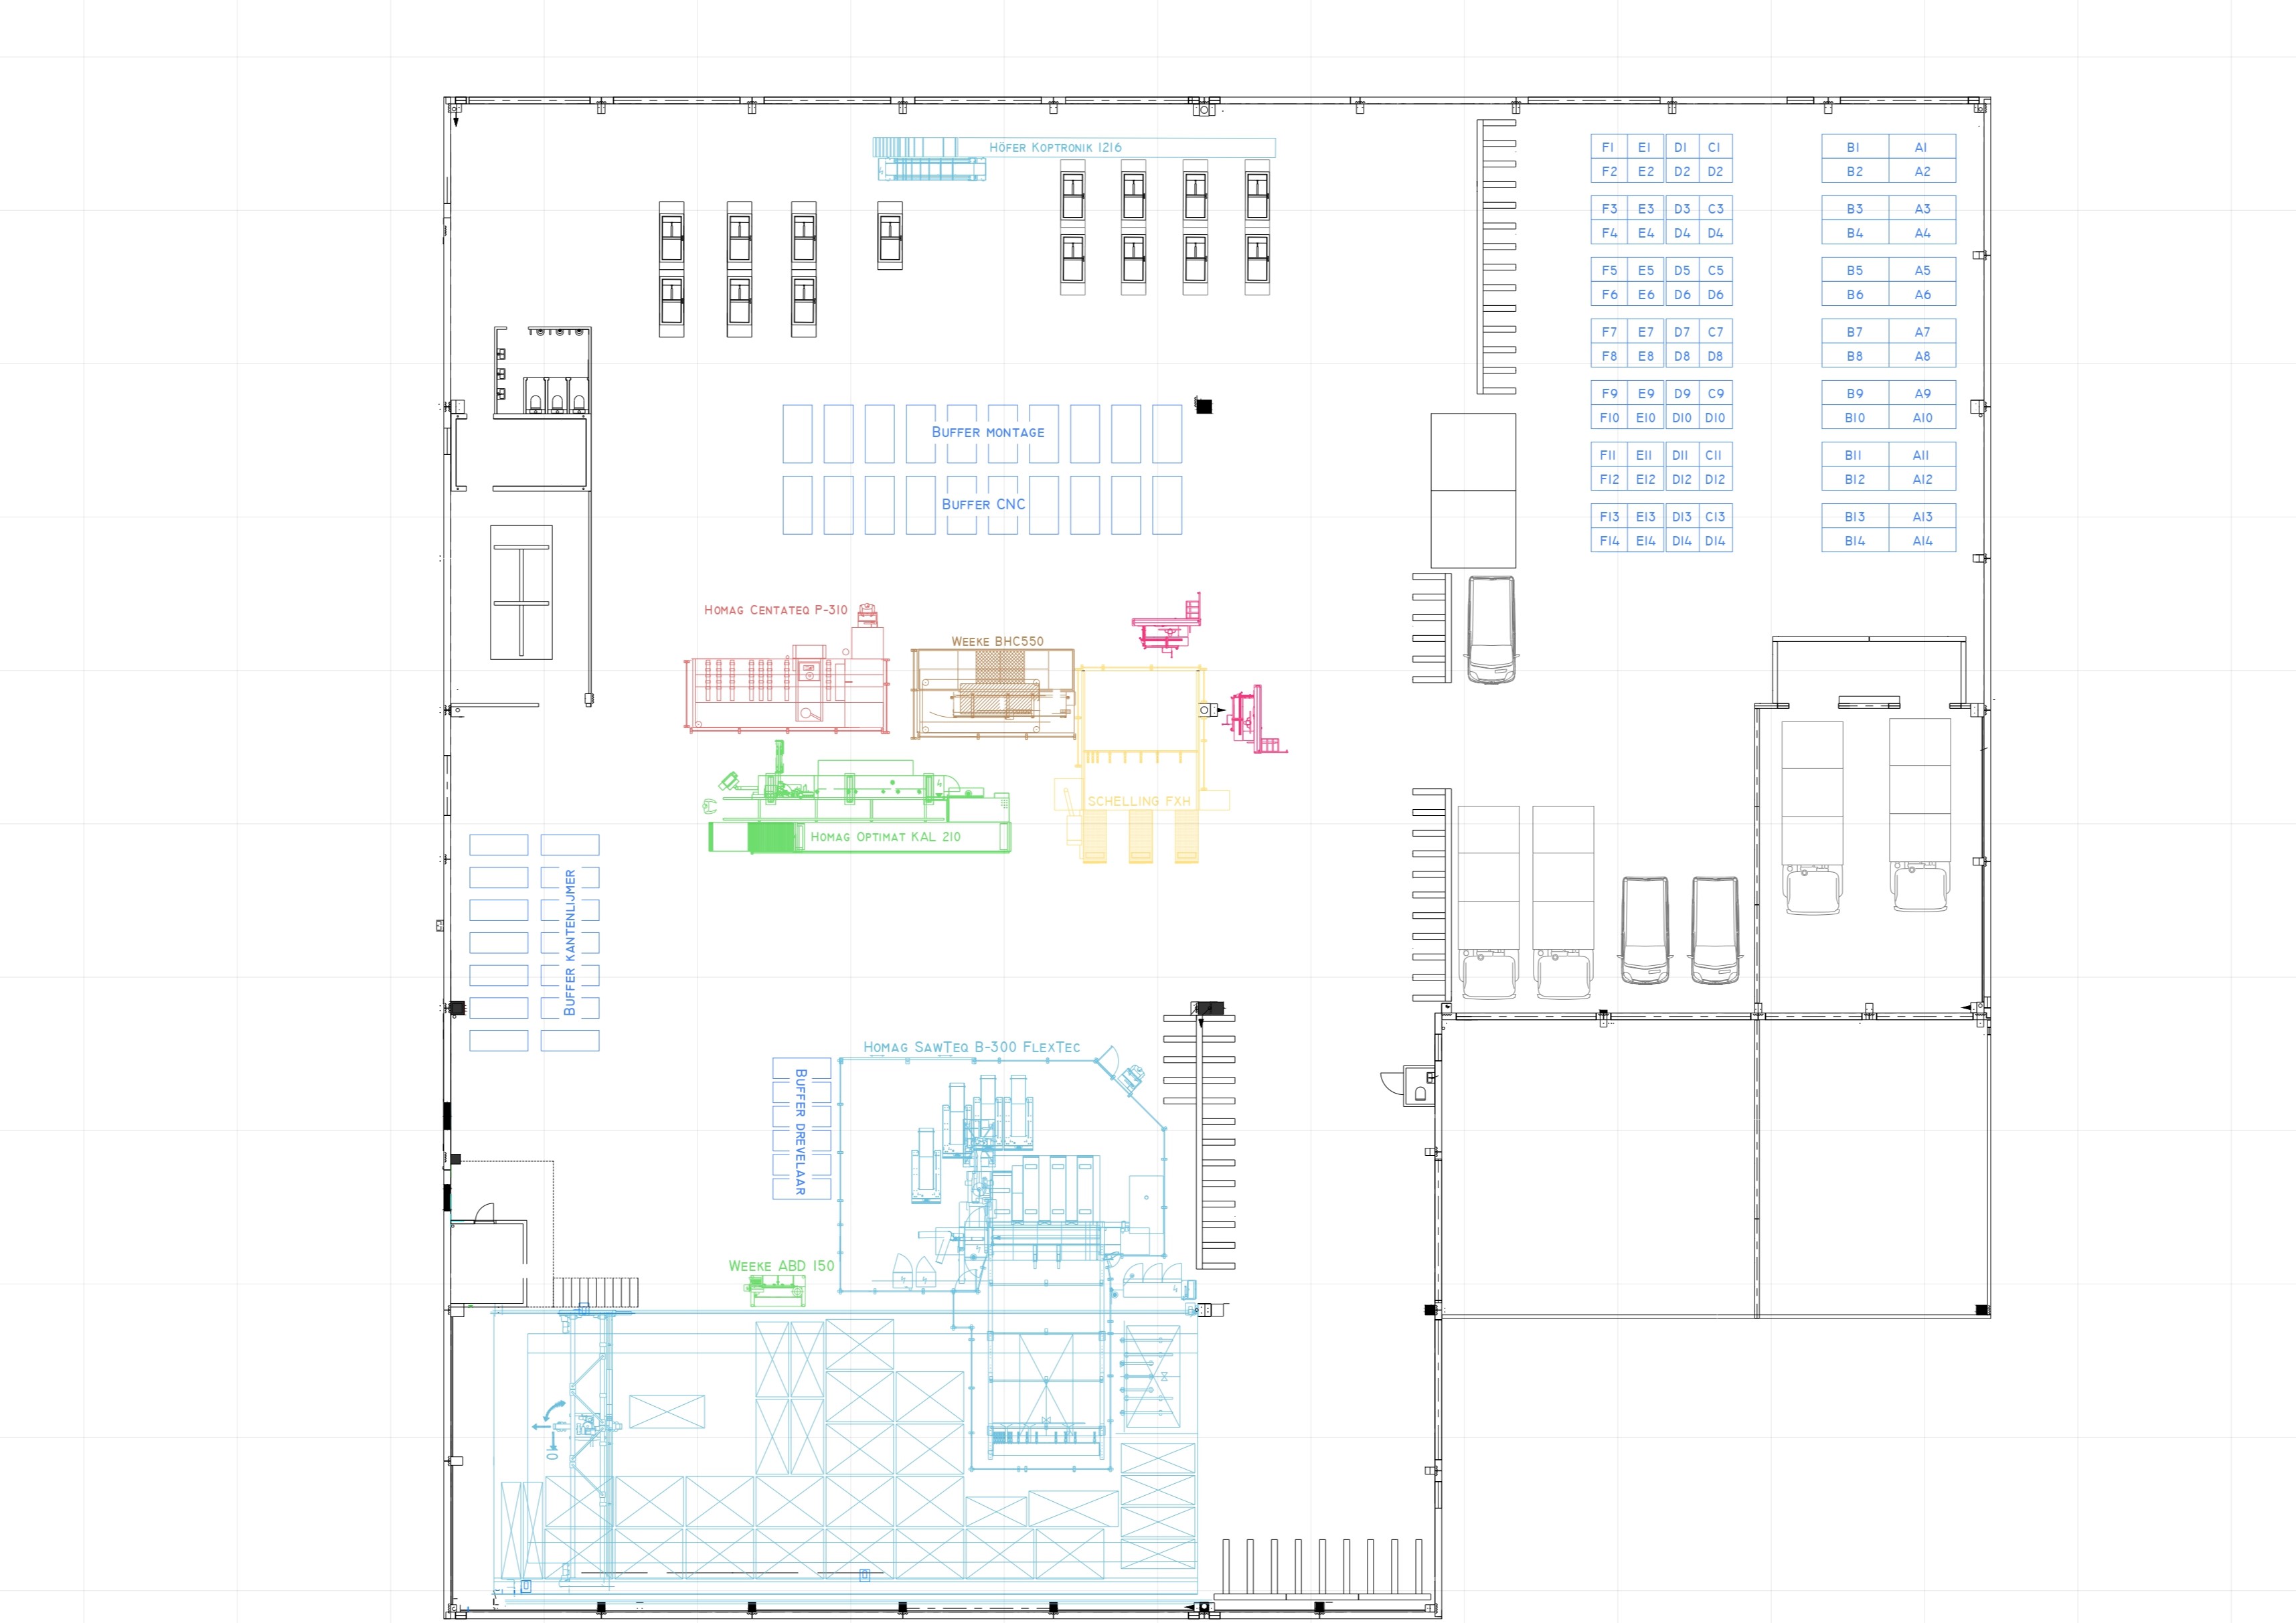 Höfer Koptronik 1216
F1 E1 D1 C1 B1 A1
F2 E2 D2 D2 B2 A2
F3 E3 D3 C3 B3 A3
F4 E4 D4 D4 B4 A4
F5 E5 D5 C5 B5 A5
F6 E6 D6 D6 B6 A6
F7 E7 D7 C7 B7 A7
F8 E8 D8 D8 B8 A8
F9 E9 D9 C9 B9 A9
F10 E10 D10 D10 B10 A10
Buffer montage
F11 E11 D11 C11 B11 A11
F12 E12 D12 D12 B12 A12
Buffer CNC
F13 E13 D13 C13 B13 A13
F14 E14 D14 D14 B14 A14
Homag Centateq P-310
Weeke BHC550
SCHELLING FXH
Homag Optimat KAL 210
Buffer kantenlijmer
Homag SawTeq B-300 FlexTec
Buffer drevelaar
Weeke ABD 150